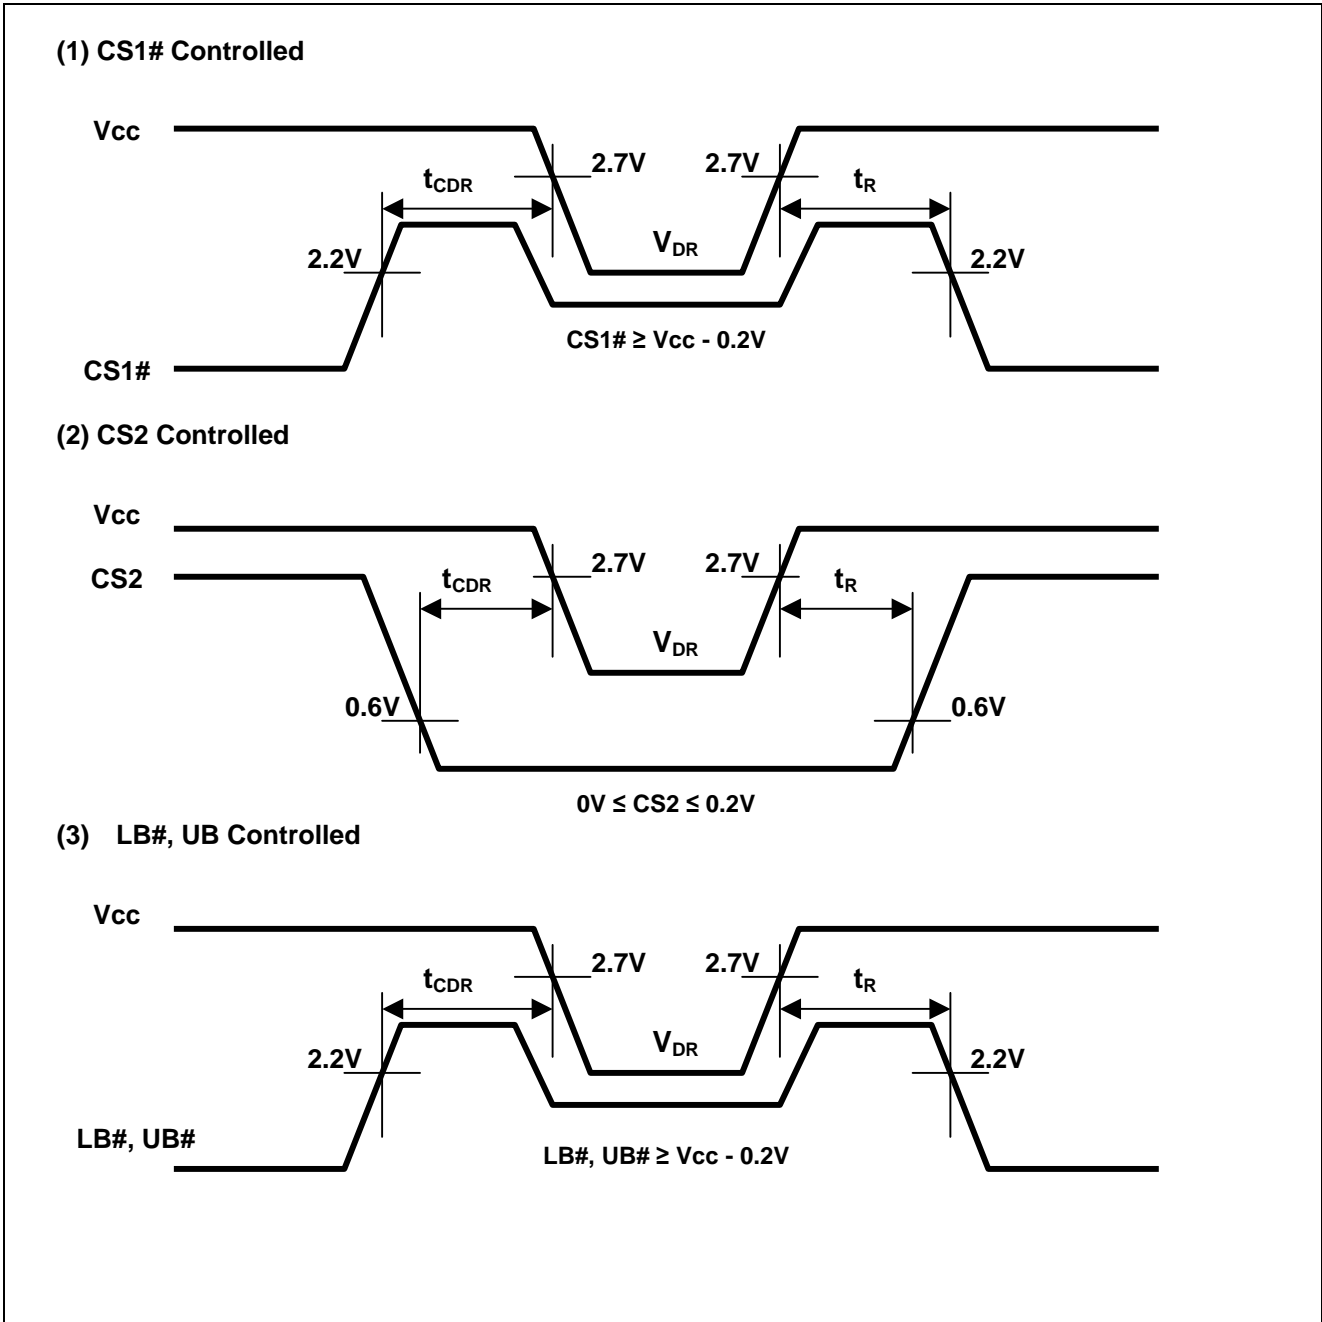 (1) CS1# Controlled
Vcc
2.7V 2.7V
tCDR tR
VDR
2.2V 2.2V
CS1# ≥ Vcc - 0.2V
CS1#
(2) CS2 Controlled
Vcc
2.7V 2.7V
CS2
tCDR tR
VDR
0.6V 0.6V
0V ≤ CS2 ≤ 0.2V
(3) LB#, UB Controlled
Vcc
2.7V 2.7V
tCDR tR
VDR
2.2V 2.2V
LB#, UB#
LB#, UB# ≥ Vcc - 0.2V